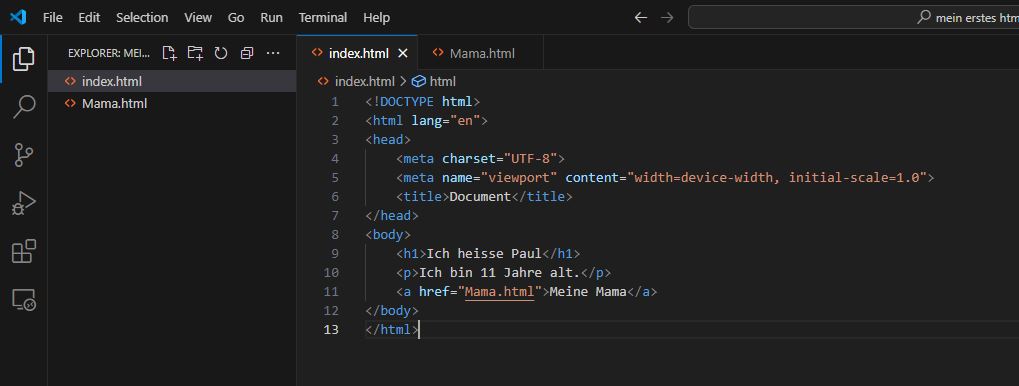 File Edit Selection View Go Run Terminal Help
mein erstes htm
EXPLORER: MEI...
index.html
Mama.html
index.html Mama.html
index.html > html
1 <!DOCTYPE html>
2 <html lang="en">
3 <head>
4 <meta charset="UTF-8">
5 <meta name="viewport" content="width=device-width, initial-scale=1.0">
6 <title>Document</title>
7 </head>
8 <body>
9 <h1>Ich heisse Paul</h1>
10 <p>Ich bin 11 Jahre alt.</p>
11 <a href="Mama.html">Meine Mama</a>
12 </body>
13 </html>